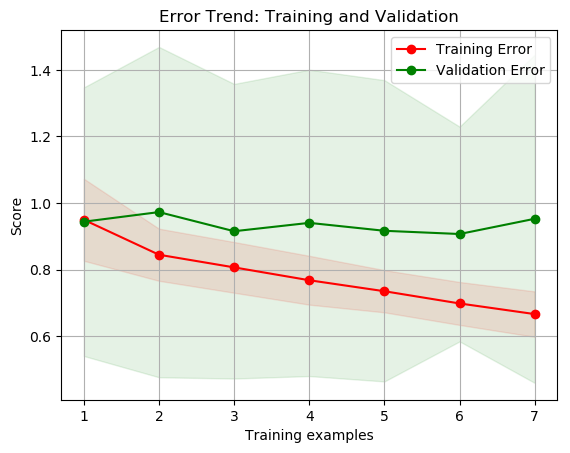 Error Trend: Training and Validation
Training Error
Validation Error
Score
1.4
1.2
1.0
0.8
0.6
1 2 3 4 5 6 7
Training examples